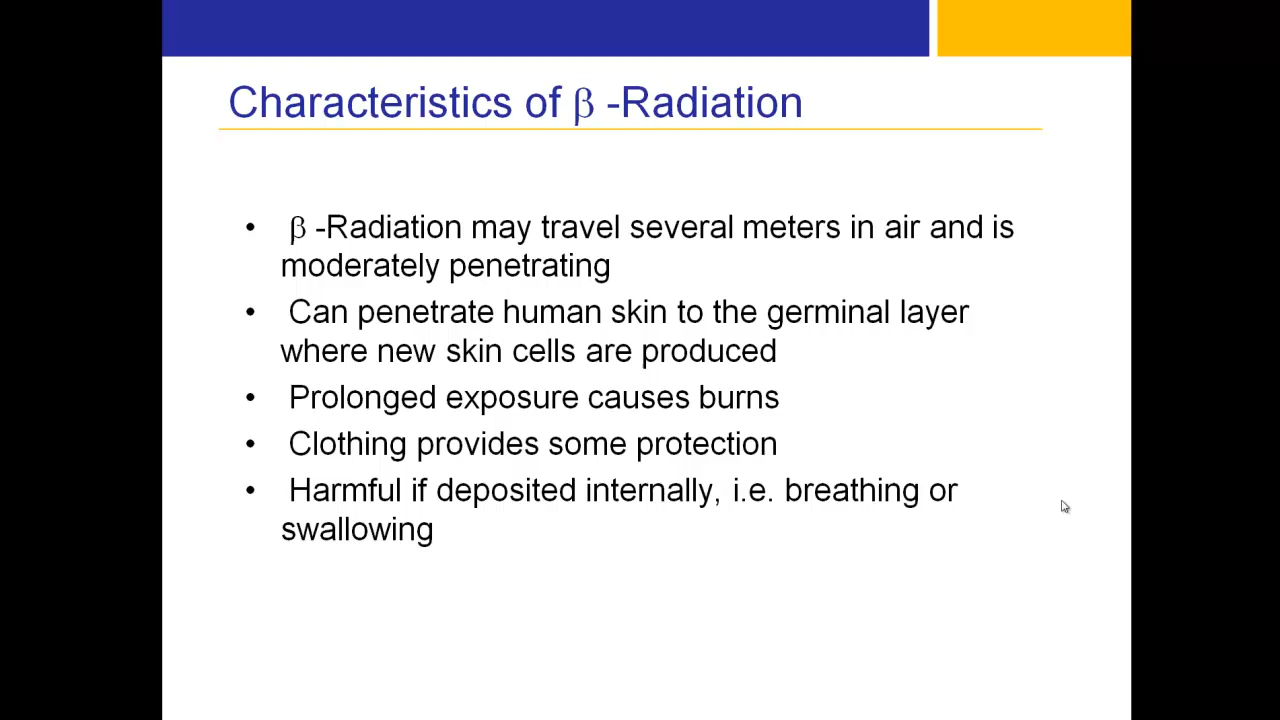 Characteristics of β -Radiation
• β -Radiation may travel several meters in air and is
moderately penetrating
• Can penetrate human skin to the germinal layer
where new skin cells are produced
• Prolonged exposure causes burns
• Clothing provides some protection
• Harmful if deposited internally, i.e. breathing or
swallowing